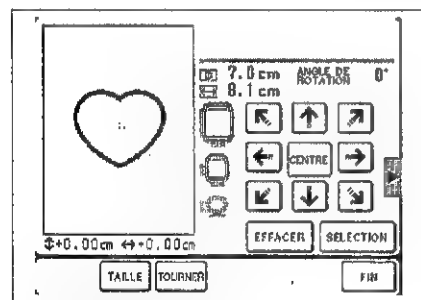 7.0 cm ANGLE DE 0°
ROTATION
8.1 cm
CENTRE
EFFACER SELECTION
+0.00cm +0.00cm
TAILLE TOURNER FIN